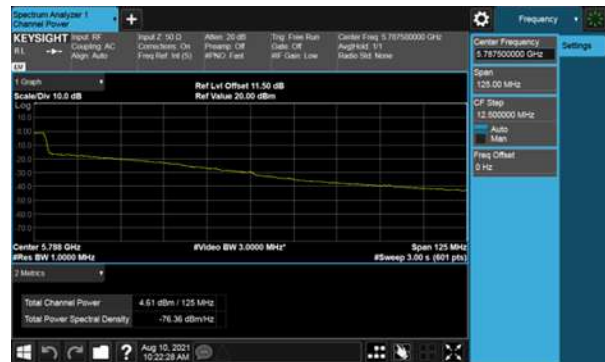 Spectrum Analyzer 1
Channel Power
Frequency
KEYSIGHT Input: RF
RL Coupling: AC
Align: Auto
Input Z: 50 Ω
Corrections: On
Freq Ref: Int (S)
Atten: 20 dB
Preamp: Off
#PNO: Fast
Trig: Free Run
Gate: Off
#IF Gain: Low
Center Freq: 5.787500000 GHz
Avg|Hold: 1/1
Radio Std: None
Center Frequency
5.787500000 GHz
Settings
Span
125.00 MHz
CF Step
12.500000 MHz
Auto
Man
Freq Offset
0 Hz
1 Graph
Scale/Div 10.0 dB
Ref Lvl Offset 11.50 dB
Ref Value 20.00 dBm
Log
10.0
0.00
-10.0
-20.0
-30.0
-40.0
-50.0
-60.0
-70.0
Center 5.788 GHz
#Res BW 1.0000 MHz
#Video BW 3.0000 MHz*
Span 125 MHz
#Sweep 3.00 s (601 pts)
2 Metrics
Total Channel Power 4.61 dBm / 125 MHz
Total Power Spectral Density -76.36 dBm/Hz
?
Aug 10, 2021
10:22:28 AM